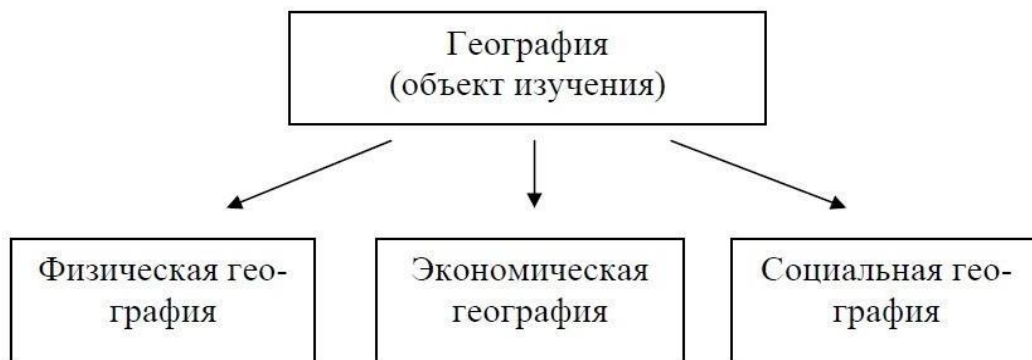 География
(объект изучения)
Физическая гео-
графия
Экономическая
география
Социальная гео-
графия